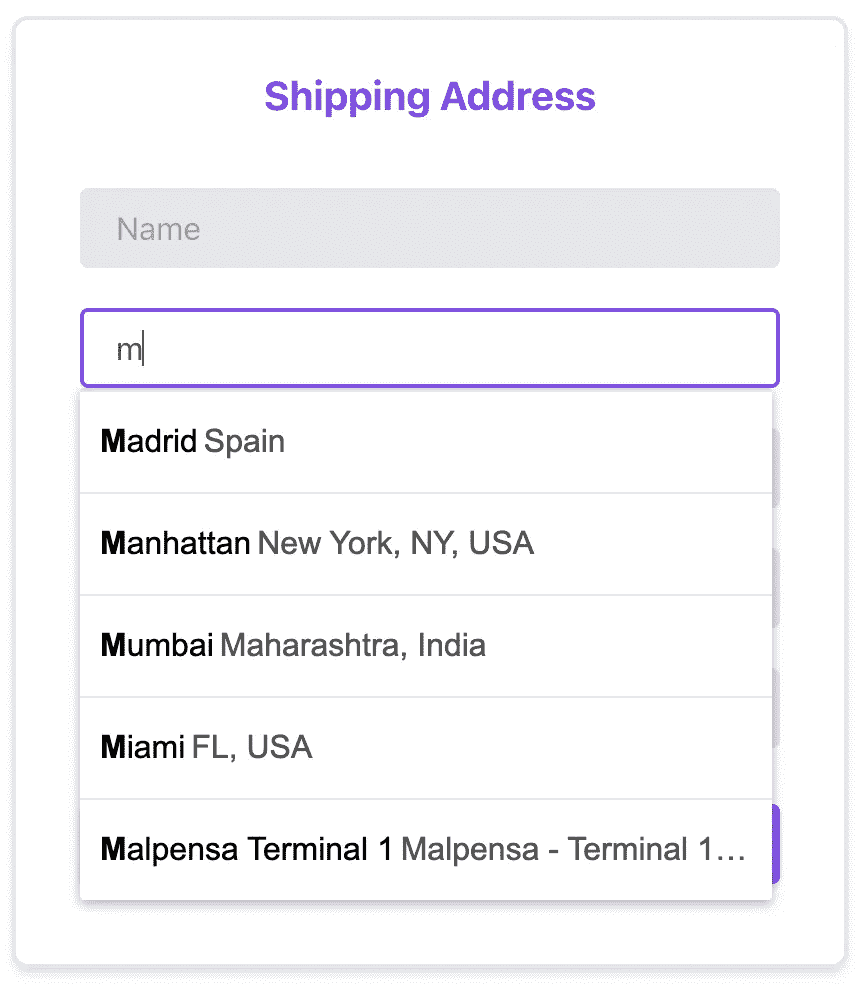 Shipping Address
Name
m
Madrid Spain
Manhattan New York, NY, USA
Mumbai Maharashtra, India
Miami FL, USA
Malpensa Terminal 1 Malpensa - Terminal 1…